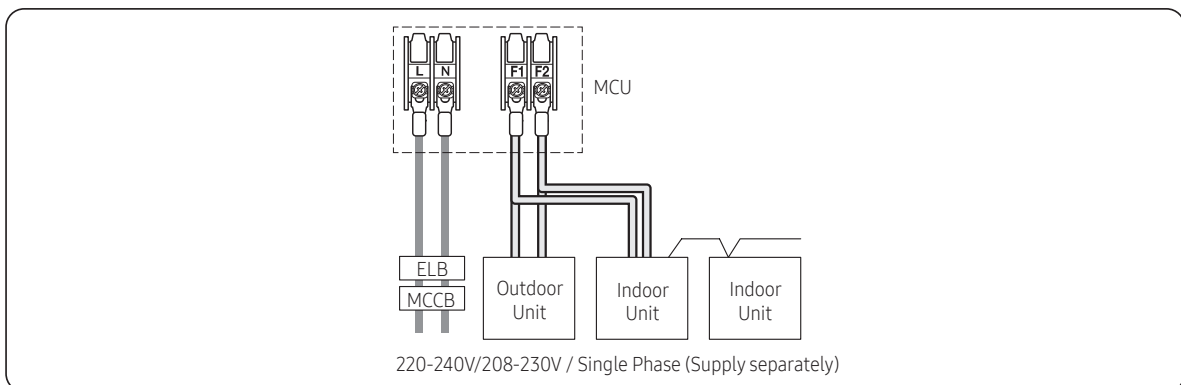 L N F1 F2
MCU
ELB
MCCB
Outdoor
Unit
Indoor
Unit
Indoor
Unit
220-240V/208-230V / Single Phase (Supply separately)